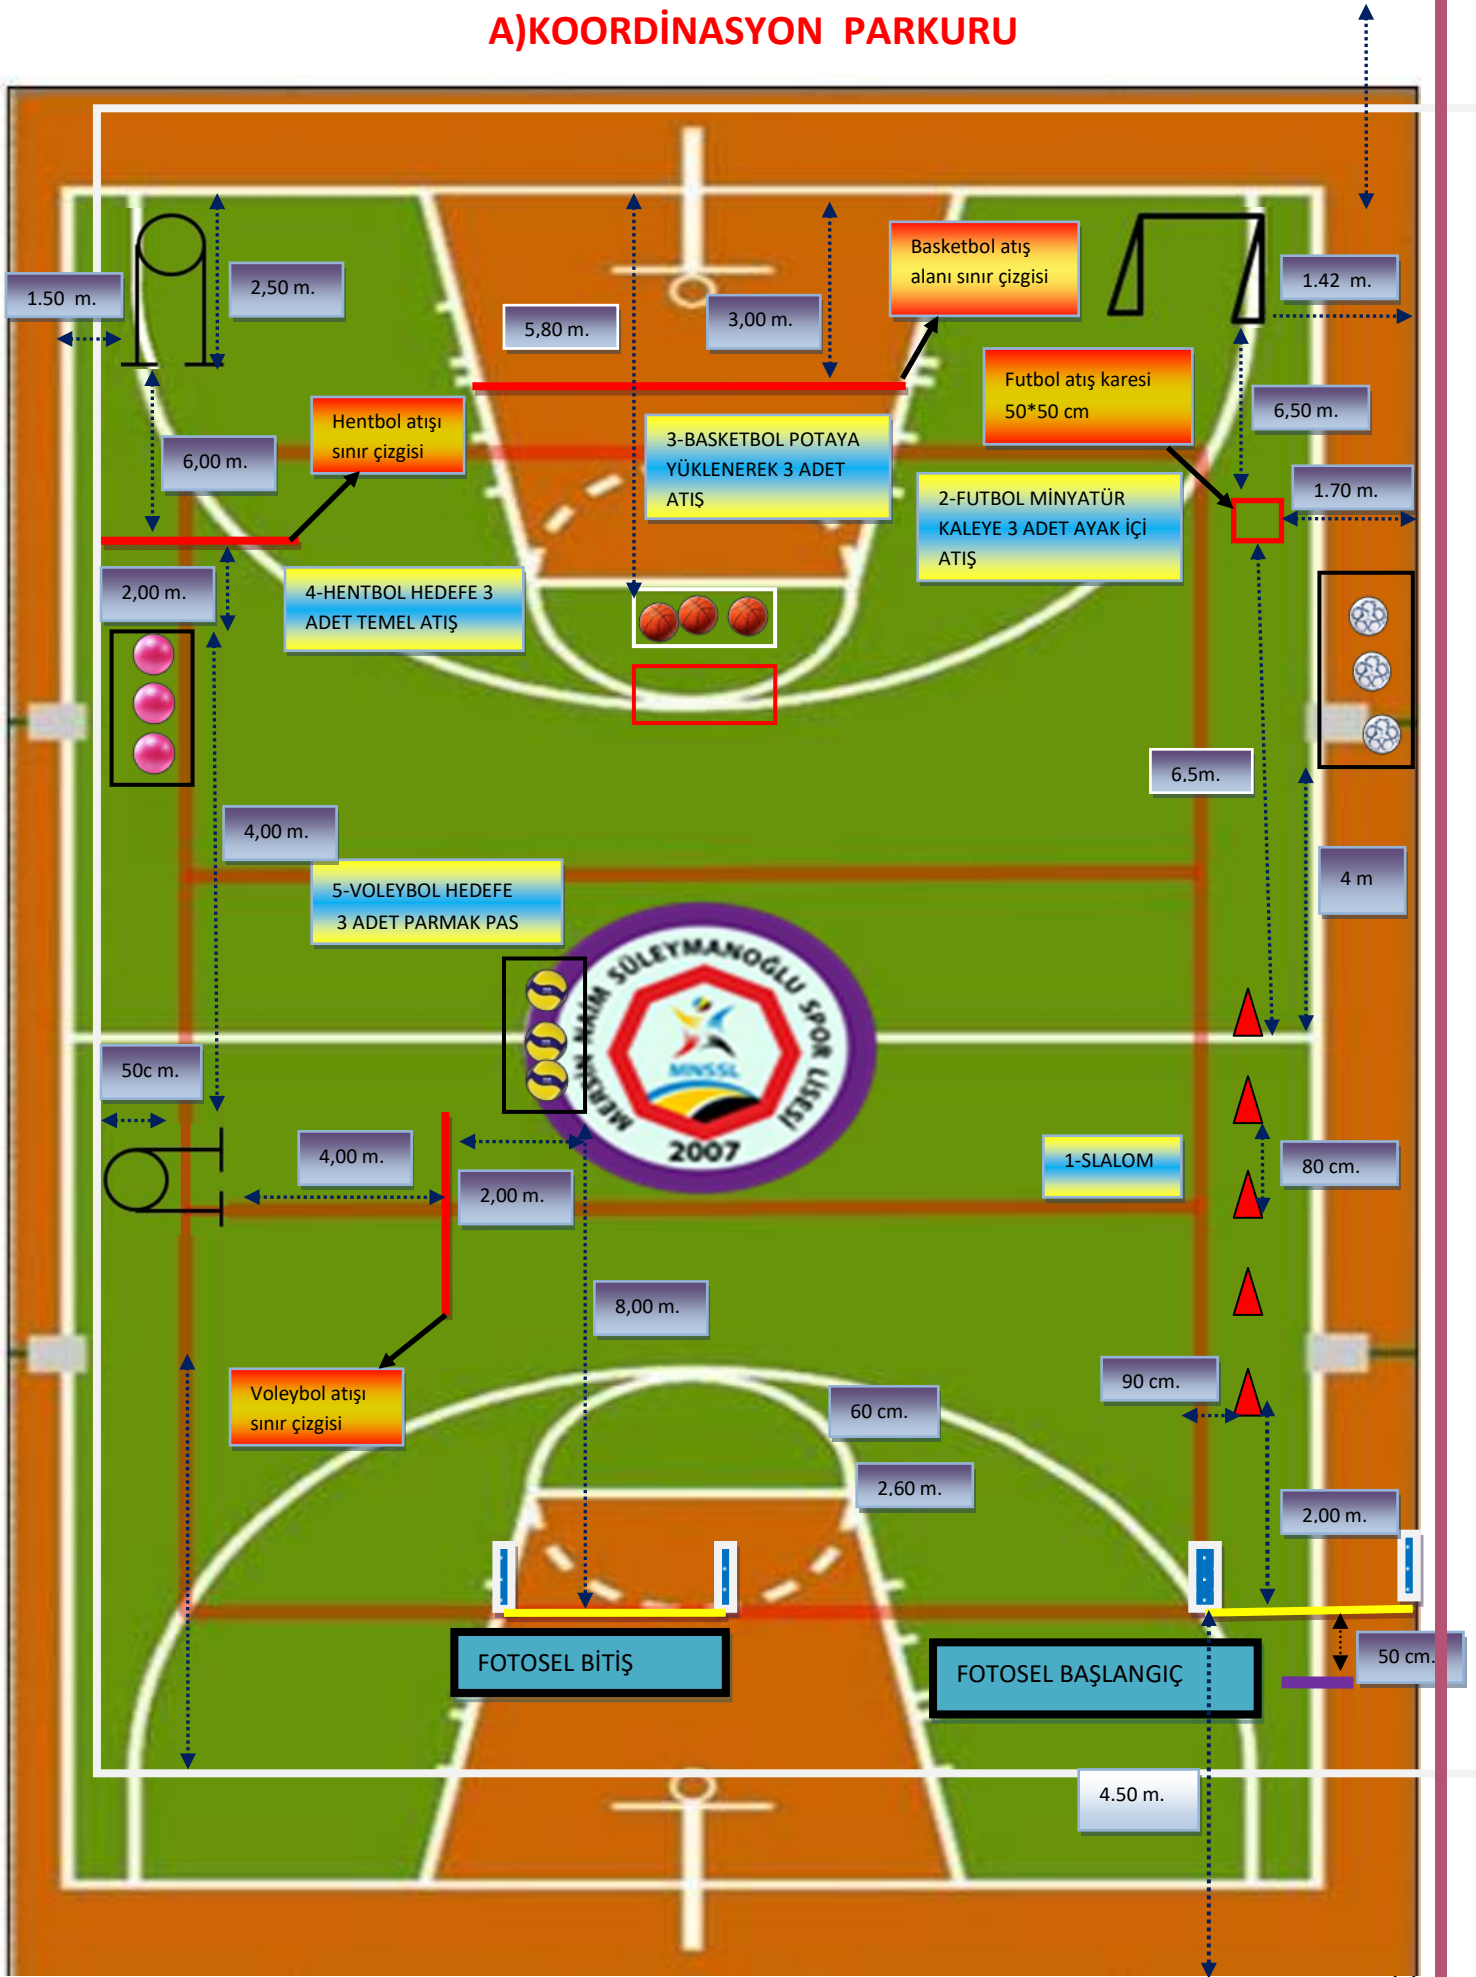 A)KOORDİNASYON PARKURU
1.50 m.
2,50 m.
5,80 m.
3,00 m.
Basketbol atış
alanı sınır çizgisi
1.42 m.
Hentbol atışı
sınır çizgisi
6,00 m.
3-BASKETBOL POTAYA
YÜKLENEREK 3 ADET
ATIŞ
Futbol atış karesi
50*50 cm
6,50 m.
1.70 m.
2-FUTBOL MİNYATÜR
KALEYE 3 ADET AYAK İÇİ
ATIŞ
2,00 m.
4-HENTBOL HEDEFE 3
ADET TEMEL ATIŞ
6.5m.
4,00 m.
4 m
5-VOLEYBOL HEDEFE
3 ADET PARMAK PAS
MERSİN NAİM SÜLEYMANOĞLU SPOR LİSESİ
MNSSL
2007
50c m.
4,00 m.
2,00 m.
1-SLALOM
80 cm.
8,00 m.
Voleybol atışı
sınır çizgisi
90 cm.
60 cm.
2,60 m.
2,00 m.
FOTOSEL BİTİŞ
FOTOSEL BAŞLANGIÇ
50 cm.
4.50 m.